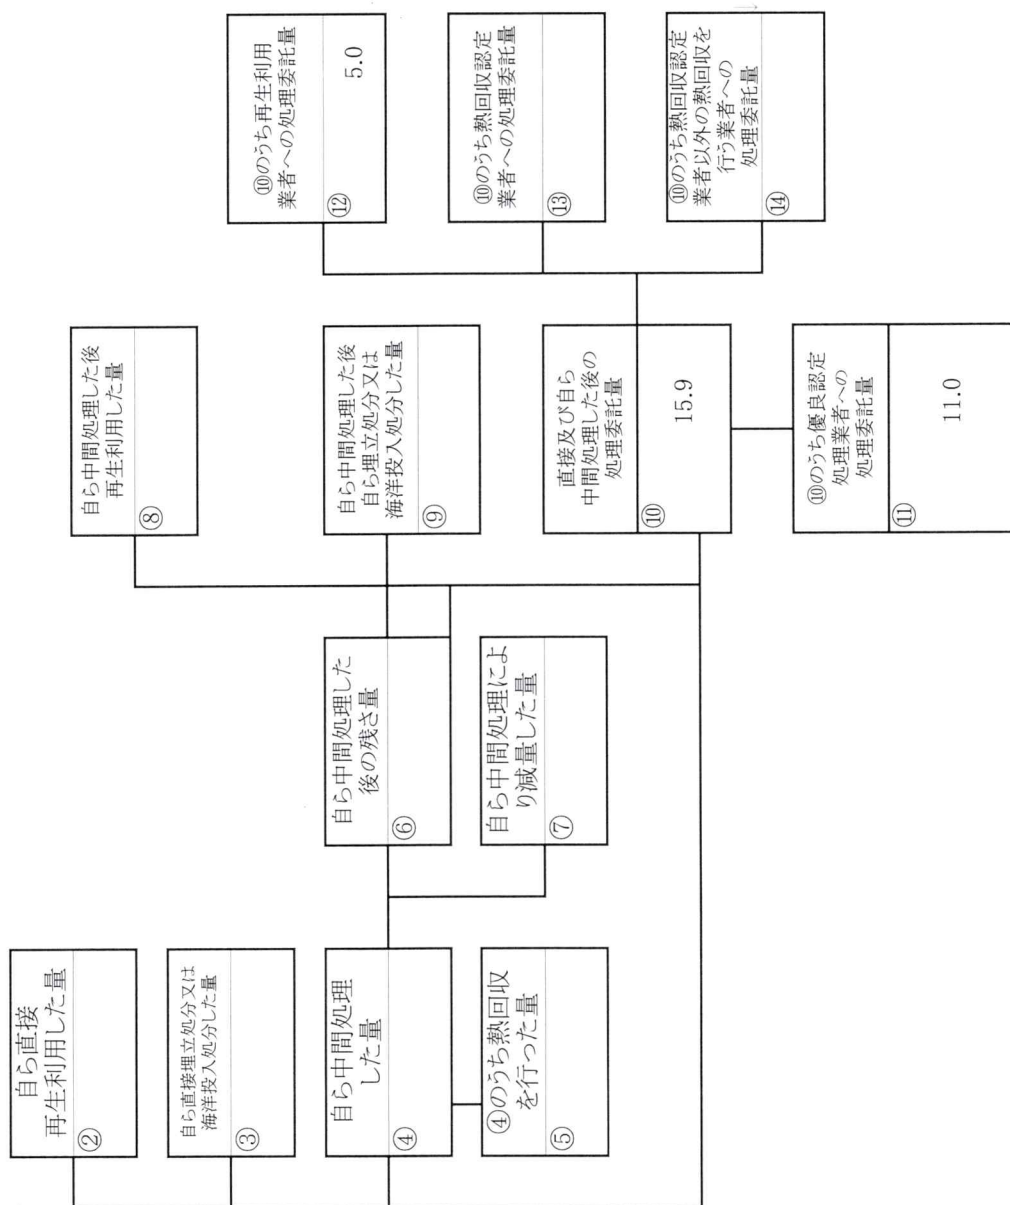 自ら直接
再生利用した量
②
自ら直接埋立処分又は
海洋投入処分した量
③
自ら中間処理
した量
④
④のうち熱回収
を行った量
⑤
自ら中間処理した
後の残さ量
⑥
自ら中間処理によ
り減量した量
⑦
自ら中間処理した後
再生利用した量
⑧
自ら中間処理した後
自ら埋立処分又は
海洋投入処分した量
⑨
直接及び自ら
中間処理した後の
処理委託量
⑩
15.9
⑩のうち優良認定
処理業者への
処理委託量
⑪
11.0
⑩のうち再生利用
業者への処理委託量
⑫
5.0
⑩のうち熱回収認定
業者への処理委託量
⑬
⑩のうち熱回収認定
業者以外の熱回収を
行う業者への
処理委託量
⑭